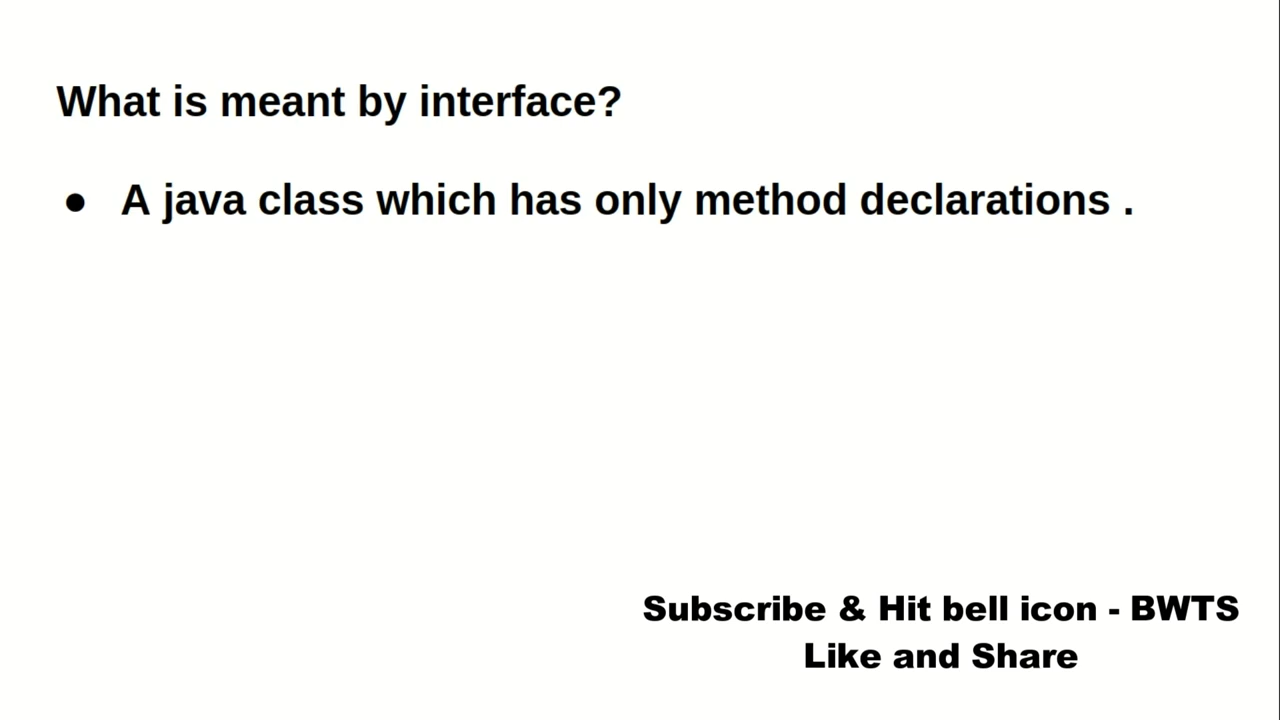 What is meant by interface?
● A java class which has only method declarations .
Subscribe & Hit bell icon - BWTS
Like and Share